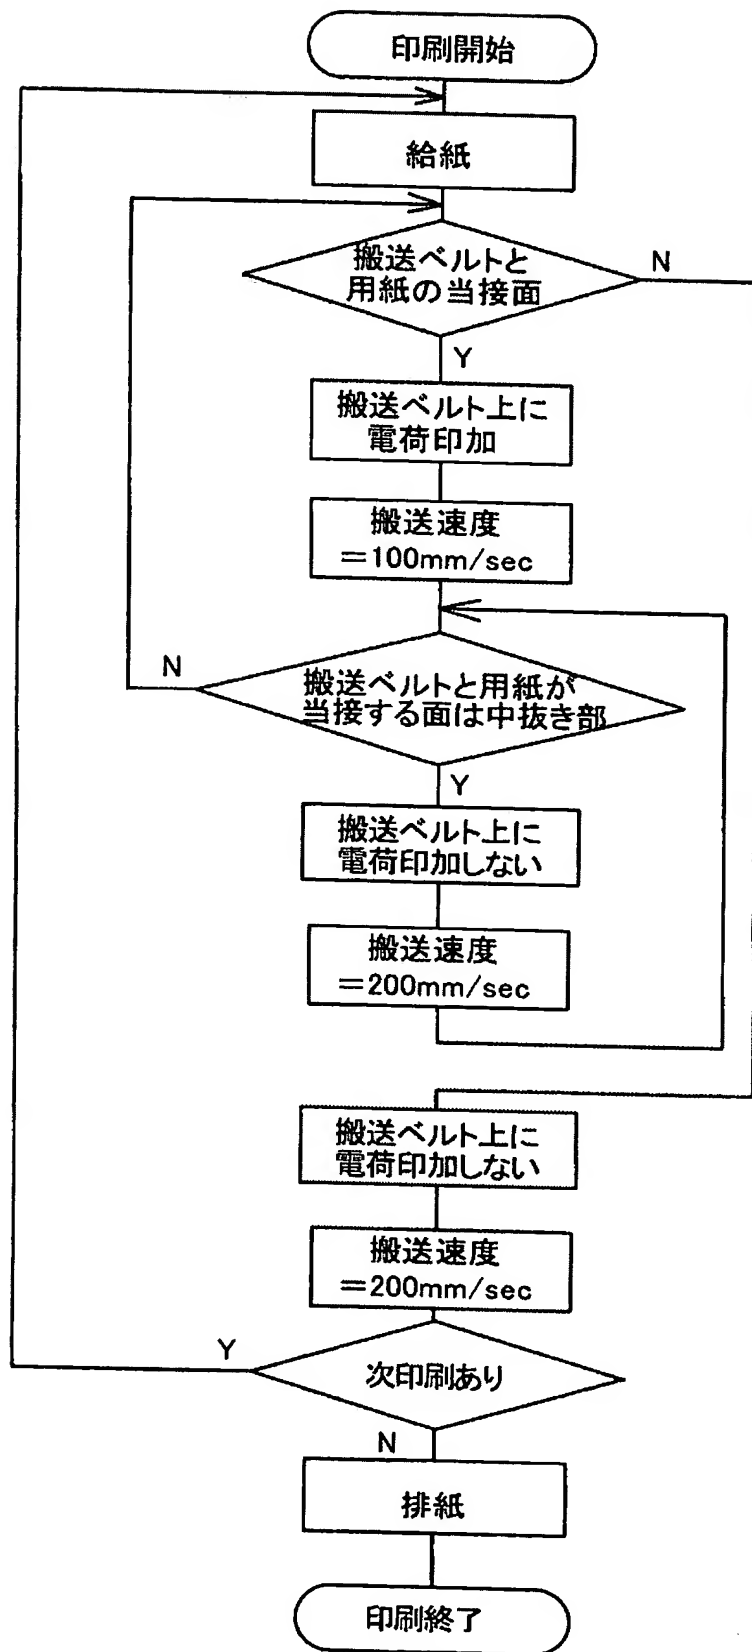 印刷開始
給紙
搬送ベルトと
用紙の当接面
N
Y
搬送ベルト上に
電荷印加
搬送速度
＝100mm/sec
N
搬送ベルトと用紙が
当接する面は中抜き部
Y
搬送ベルト上に
電荷印加しない
搬送速度
＝200mm/sec
搬送ベルト上に
電荷印加しない
搬送速度
＝200mm/sec
Y
次印刷あり
N
排紙
印刷終了